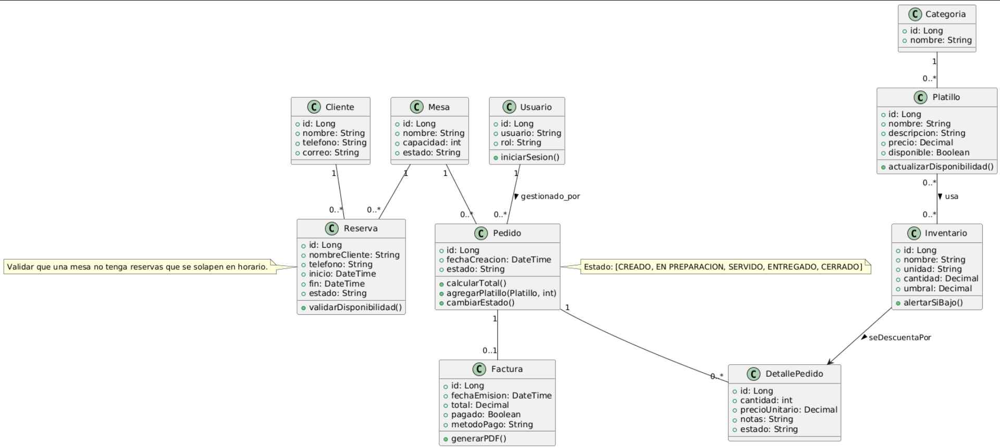 Categoria
id: Long
nombre: String
1
0..*
Platillo
id: Long
nombre: String
descripcion: String
precio: Decimal
disponible: Boolean
actualizarDisponibilidad()
0..*
usa
0..*
Cliente
id: Long
nombre: String
telefono: String
correo: String
1
0..*
Mesa
id: Long
nombre: String
capacidad: int
estado: String
1
1
0..*
0..*
Usuario
id: Long
usuario: String
rol: String
iniciarSesion()
1
gestionado_por
0..*
Validar que una mesa no tenga reservas que se solapen en horario.
Reserva
id: Long
nombreCliente: String
telefono: String
inicio: DateTime
fin: DateTime
estado: String
validarDisponibilidad()
Pedido
id: Long
fechaCreacion: DateTime
estado: String
calcularTotal()
agregarPlatillo(Platillo, int)
cambiarEstado()
Estado: [CREADO, EN PREPARACION, SERVIDO, ENTREGADO, CERRADO]
Inventario
id: Long
nombre: String
unidad: String
cantidad: Decimal
umbral: Decimal
alertarSiBajo()
1
0..1
1
0..*
seDescuentaPor
Factura
id: Long
fechaEmision: DateTime
total: Decimal
pagado: Boolean
metodoPago: String
generarPDF()
DetallePedido
id: Long
cantidad: int
precioUnitario: Decimal
notas: String
estado: String